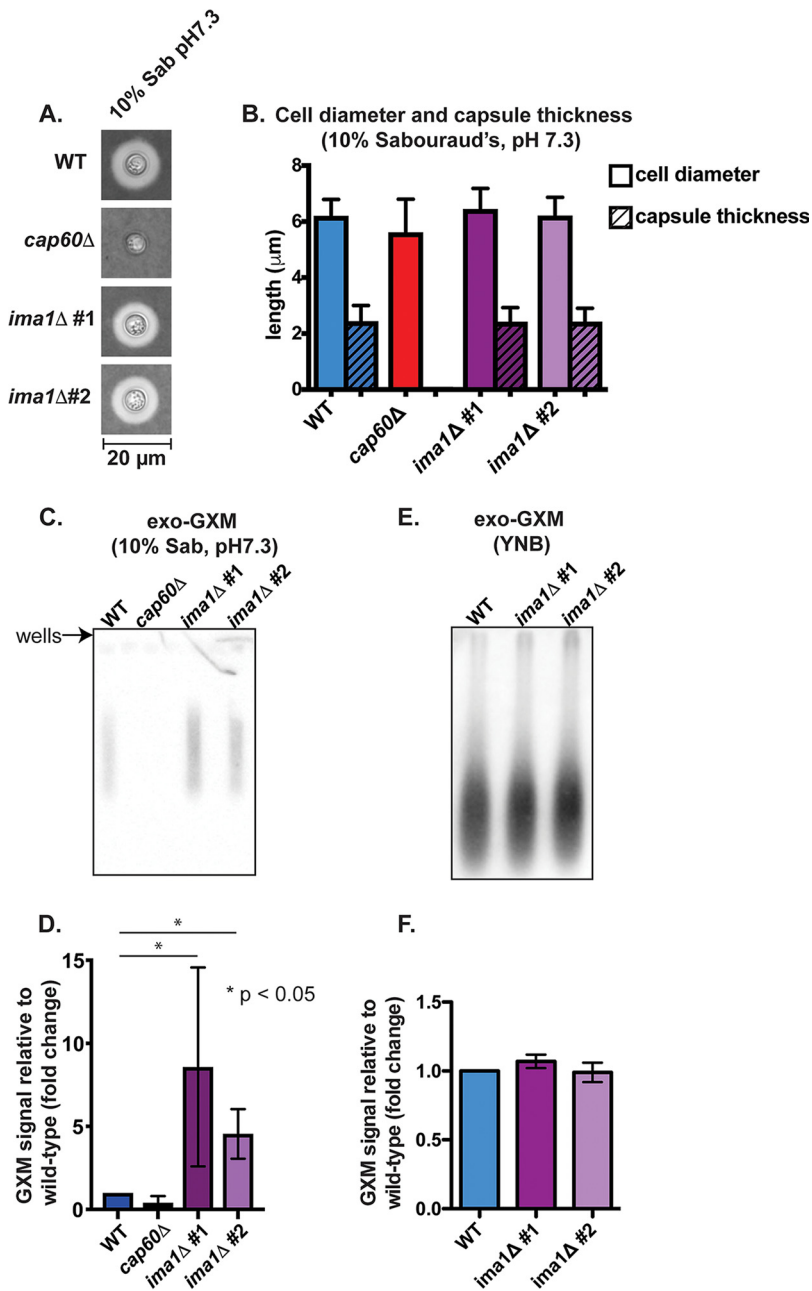 A.
10% Sab pH7.3
WT
cap60Δ
ima1Δ #1
ima1Δ#2
20 μm
B. Cell diameter and capsule thickness
(10% Sabouraud's, pH 7.3)
length (μm)
8
6
4
2
0
WT
cap60Δ
ima1Δ #1
ima1Δ #2
cell diameter
capsule thickness
C.
exo-GXM
(10% Sab, pH7.3)
WT
cap60Δ
ima1Δ #1
ima1Δ #2
wells
E.
exo-GXM
(YNB)
WT
ima1Δ #1
ima1Δ #2
D.
*
*
* p < 0.05
GXM signal relative to
wild-type (fold change)
15
10
5
0
WT
cap60Δ
ima1Δ #1
ima1Δ #2
F.
GXM signal relative to
wild-type (fold change)
1.5
1.0
0.5
0.0
WT
ima1Δ #1
ima1Δ #2